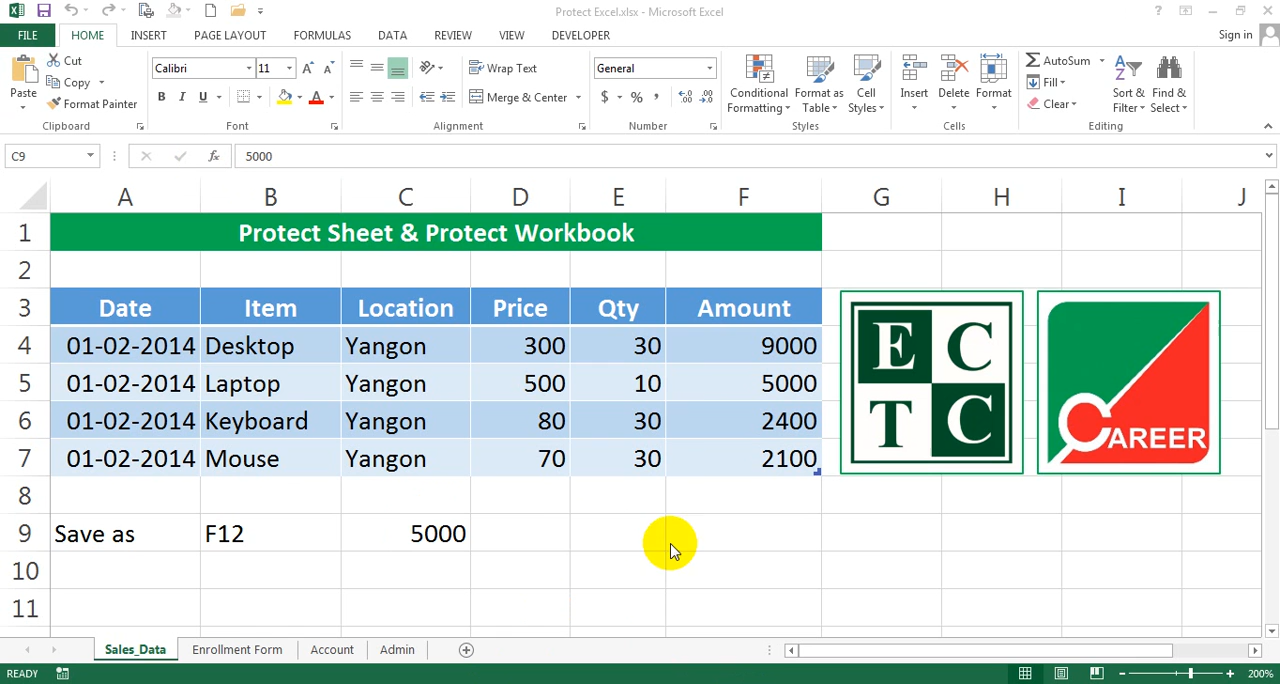 Protect Excel.xlsx - Microsoft Excel
?
FILE HOME INSERT PAGE LAYOUT FORMULAS DATA REVIEW VIEW DEVELOPER Sign in
Paste Cut Calibri 11 A A Wrap Text General Conditional Formatting Format as Table Cell Styles Insert Delete Format AutoSum Sort & Filter Find & Select
Copy B I U A Merge & Center $ % , Fill
Format Painter Clear
Clipboard Font Alignment Number Styles Cells Editing
C9 fx 5000
A B C D E F G H I J
1 Protect Sheet & Protect Workbook
2
3 Date Item Location Price Qty Amount
4 01-02-2014 Desktop Yangon 300 30 9000
5 01-02-2014 Laptop Yangon 500 10 5000
6 01-02-2014 Keyboard Yangon 80 30 2400
7 01-02-2014 Mouse Yangon 70 30 2100
E C
T C
CAREER
8
9 Save as F12 5000
10
11
Sales_Data Enrollment Form Account Admin
READY 200%